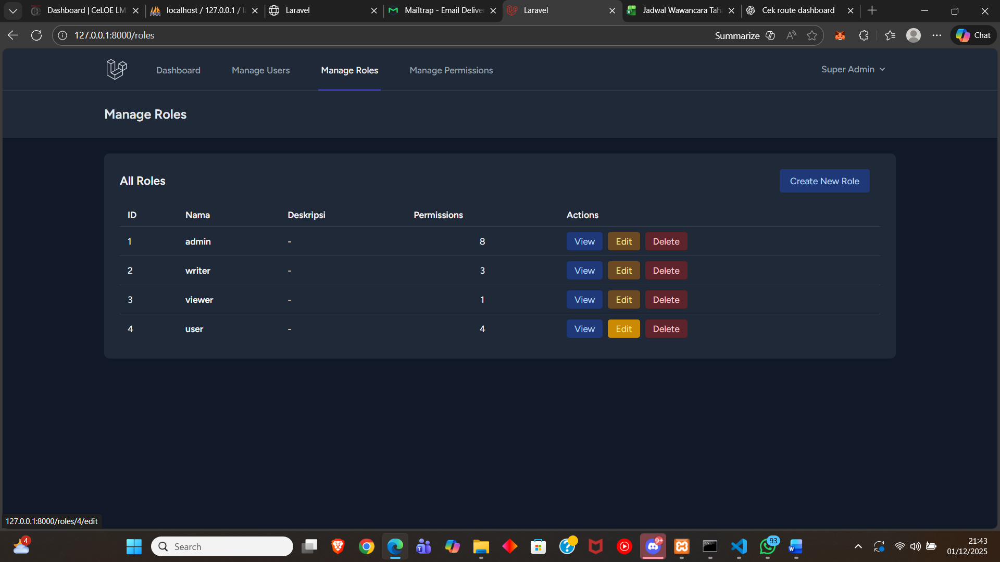 Dashboard | CeLOE LM
localhost / 127.0.0.1 / l
Laravel
Mailtrap - Email Delive
Laravel
Jadwal Wawancara Tah
Cek route dashboard
127.0.0.1:8000/roles
Summarize
Chat
Dashboard
Manage Users
Manage Roles
Manage Permissions
Super Admin
Manage Roles
All Roles
Create New Role
ID Nama Deskripsi Permissions Actions
1 admin - 8 View Edit Delete
2 writer - 3 View Edit Delete
3 viewer - 1 View Edit Delete
4 user - 4 View Edit Delete
127.0.0.1:8000/roles/4/edit
4
Search
9+
93
21:43
01/12/2025